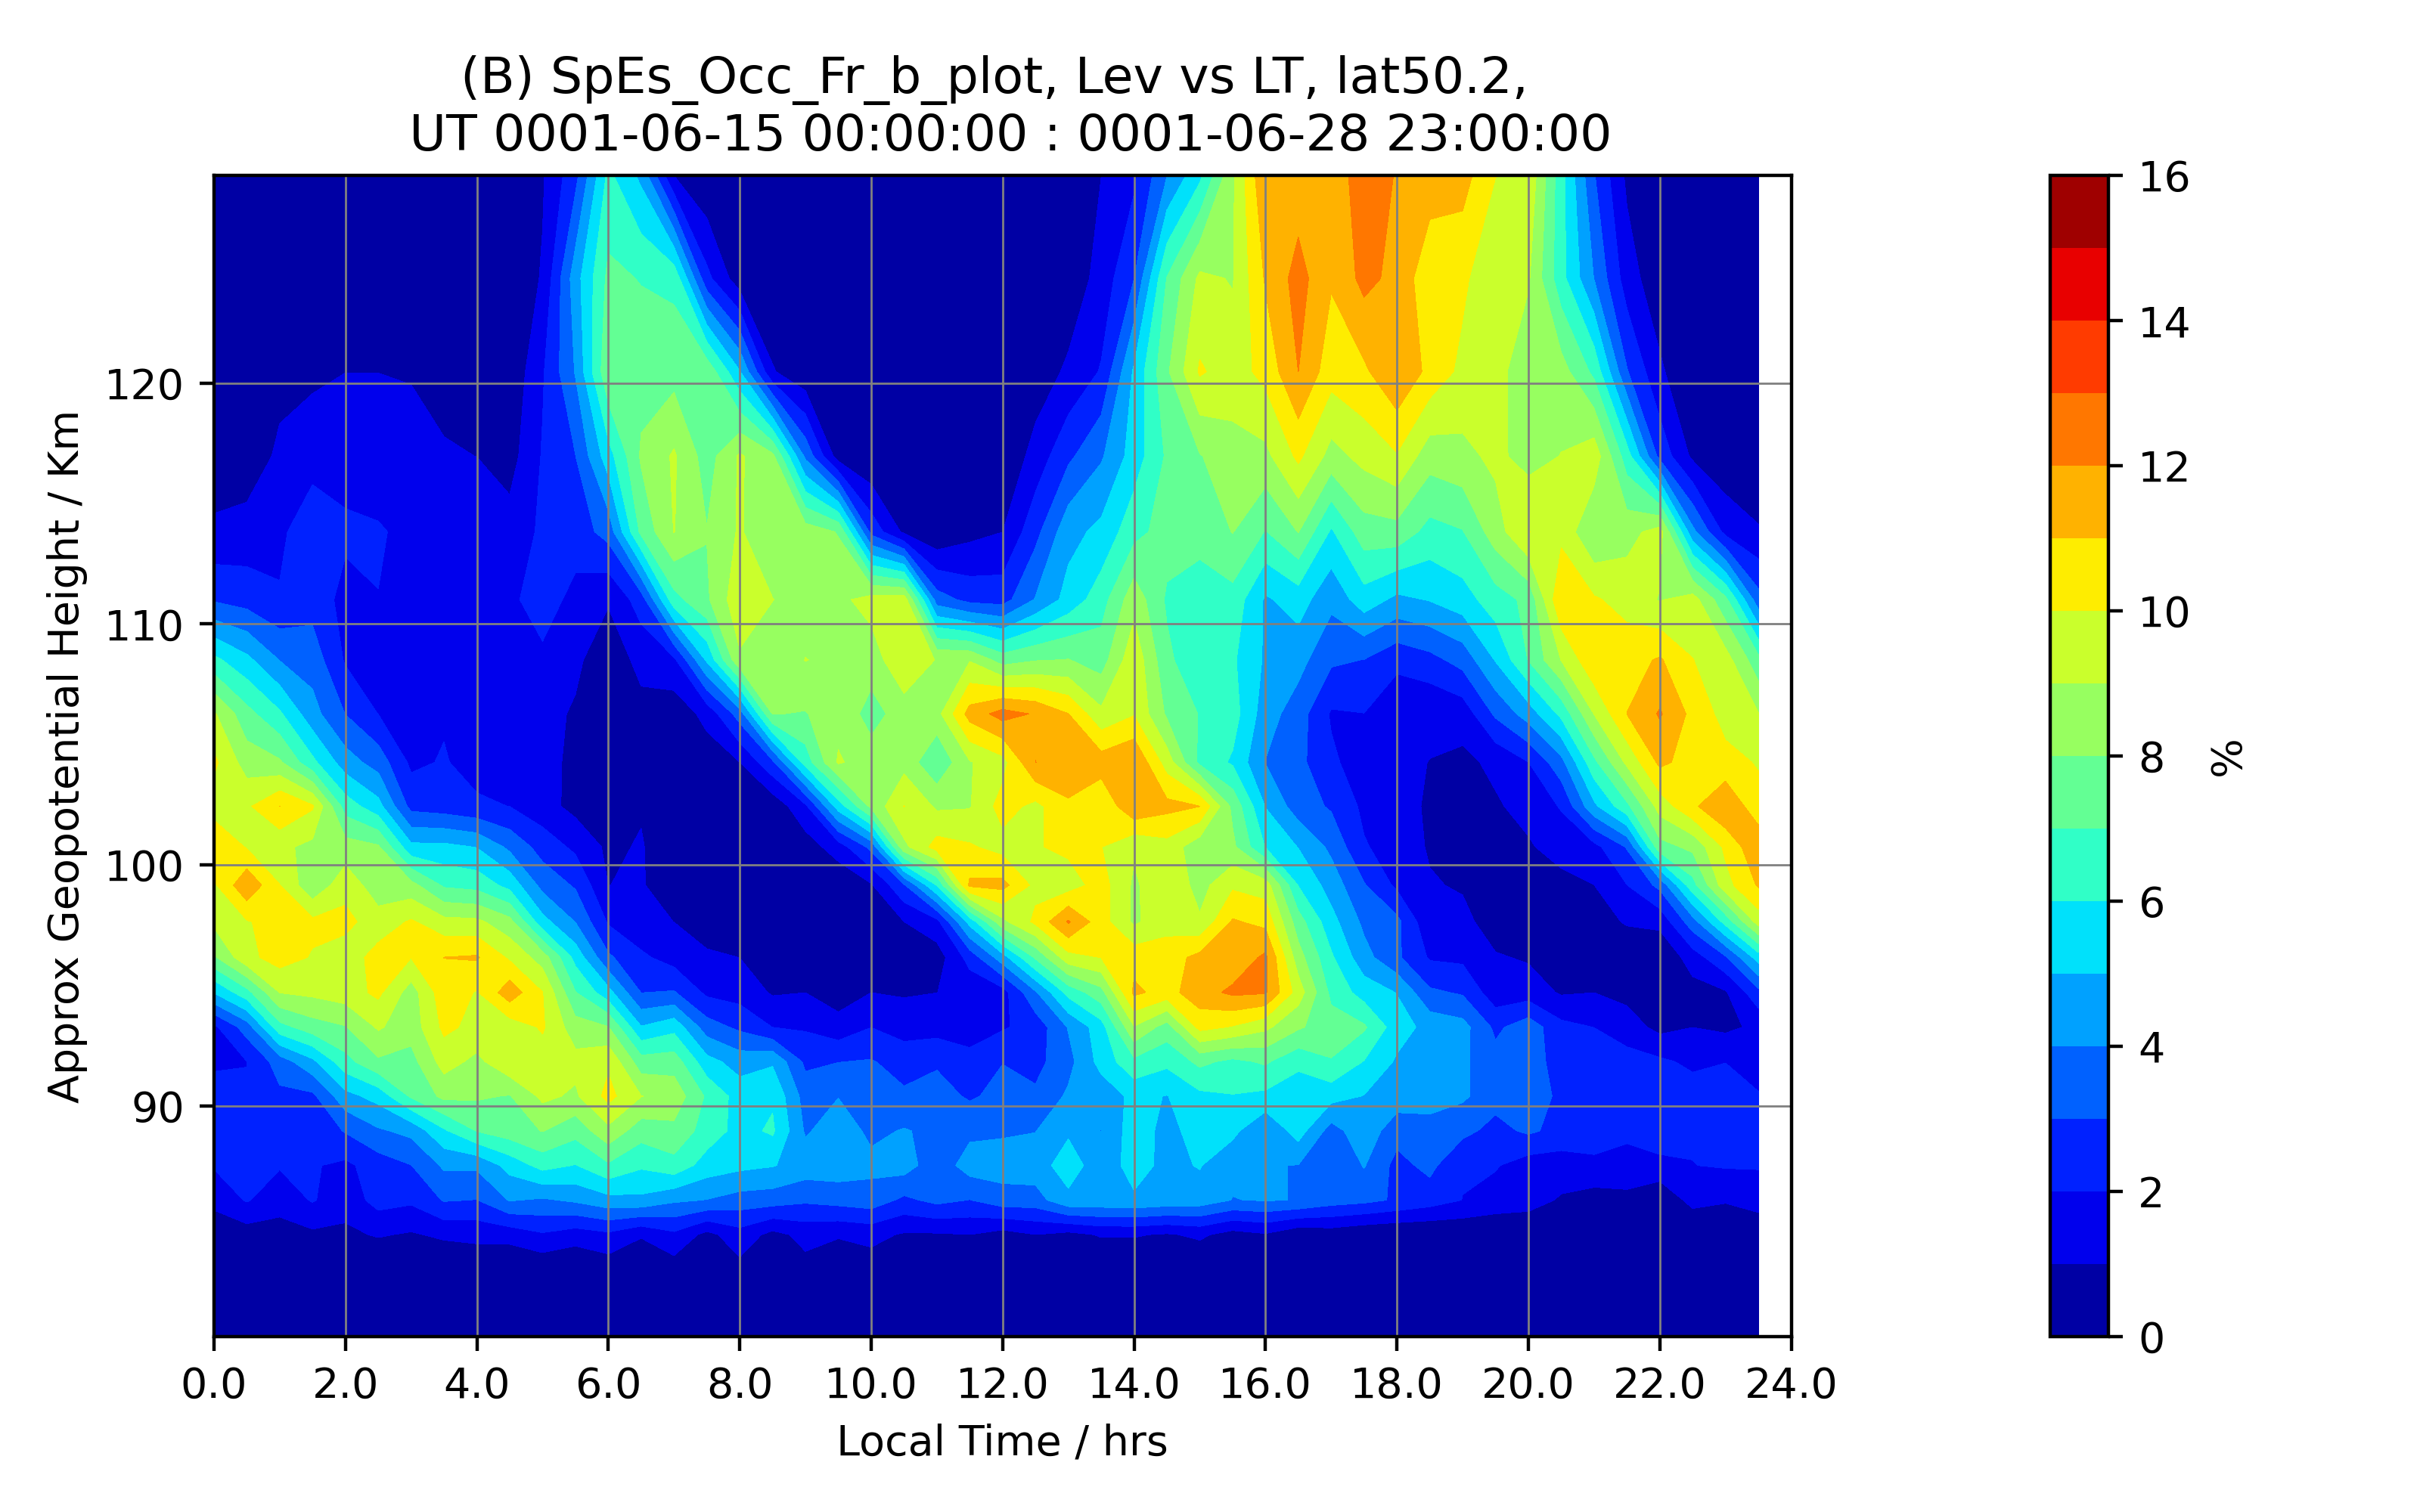 (B) SpEs_Occ_Fr_b_plot, Lev vs LT, lat50.2,
UT 0001-06-15 00:00:00 : 0001-06-28 23:00:00
Approx Geopotential Height / Km
120
110
100
90
0.0 2.0 4.0 6.0 8.0 10.0 12.0 14.0 16.0 18.0 20.0 22.0 24.0
Local Time / hrs
16
14
12
10
8
6
4
2
0
%